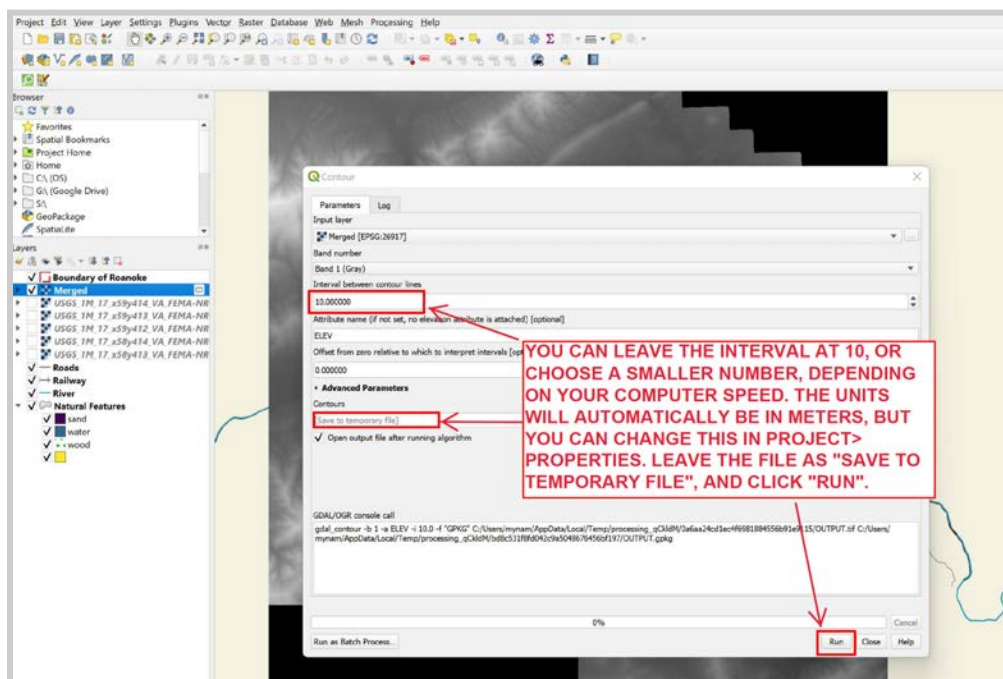 Project Edit View Layer Settings Plugins Vector Raster Database Web Mesh Processing Help
Browser
Favorites
Spatial Bookmarks
Project Home
Home
C:\ (OS)
G:\ (Google Drive)
S:\
GeoPackage
SpatiaLite
Layers
Boundary of Roanoke
Merged
USGS_1M_17_x59y414_VA_FEMA-NR
USGS_1M_17_x59y413_VA_FEMA-NR
USGS_1M_17_x59y412_VA_FEMA-NR
USGS_1M_17_x58y414_VA_FEMA-NR
USGS_1M_17_x58y413_VA_FEMA-NR
Roads
Railway
River
Natural Features
sand
water
wood
Contour
Parameters Log
Input layer
Merged [EPSG:26917]
Band number
Band 1 (Gray)
Interval between contour lines
10.000000
Attribute name (if not set, no elevation attribute is attached) [optional]
ELEV
Offset from zero relative to which to interpret intervals [op
0.000000
Advanced Parameters
Contours
[Save to temporary file]
Open output file after running algorithm
YOU CAN LEAVE THE INTERVAL AT 10, OR
CHOOSE A SMALLER NUMBER, DEPENDING
ON YOUR COMPUTER SPEED. THE UNITS
WILL AUTOMATICALLY BE IN METERS, BUT
YOU CAN CHANGE THIS IN PROJECT>
PROPERTIES. LEAVE THE FILE AS "SAVE TO
TEMPORARY FILE", AND CLICK "RUN".
GDAL/OGR console call
gdal_contour -b 1 -a ELEV -i 10.0 -f "GPKG"
0%
Cancel
Run as Batch Process...
Run Close Help